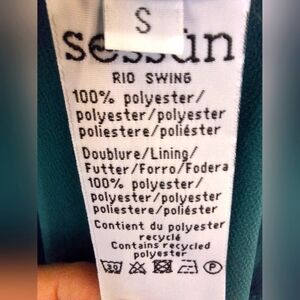 S
sessùn
RIO SWING
100% polyester/
polyester/polyester/
poliestere/poliéster
Doublure/Lining/
Futter/Forro/Fodera
100% polyester/
polyester/polyester/
poliestere/poliéster
Contient du polyester
recyclé
Contains recycled
polyester
30 P